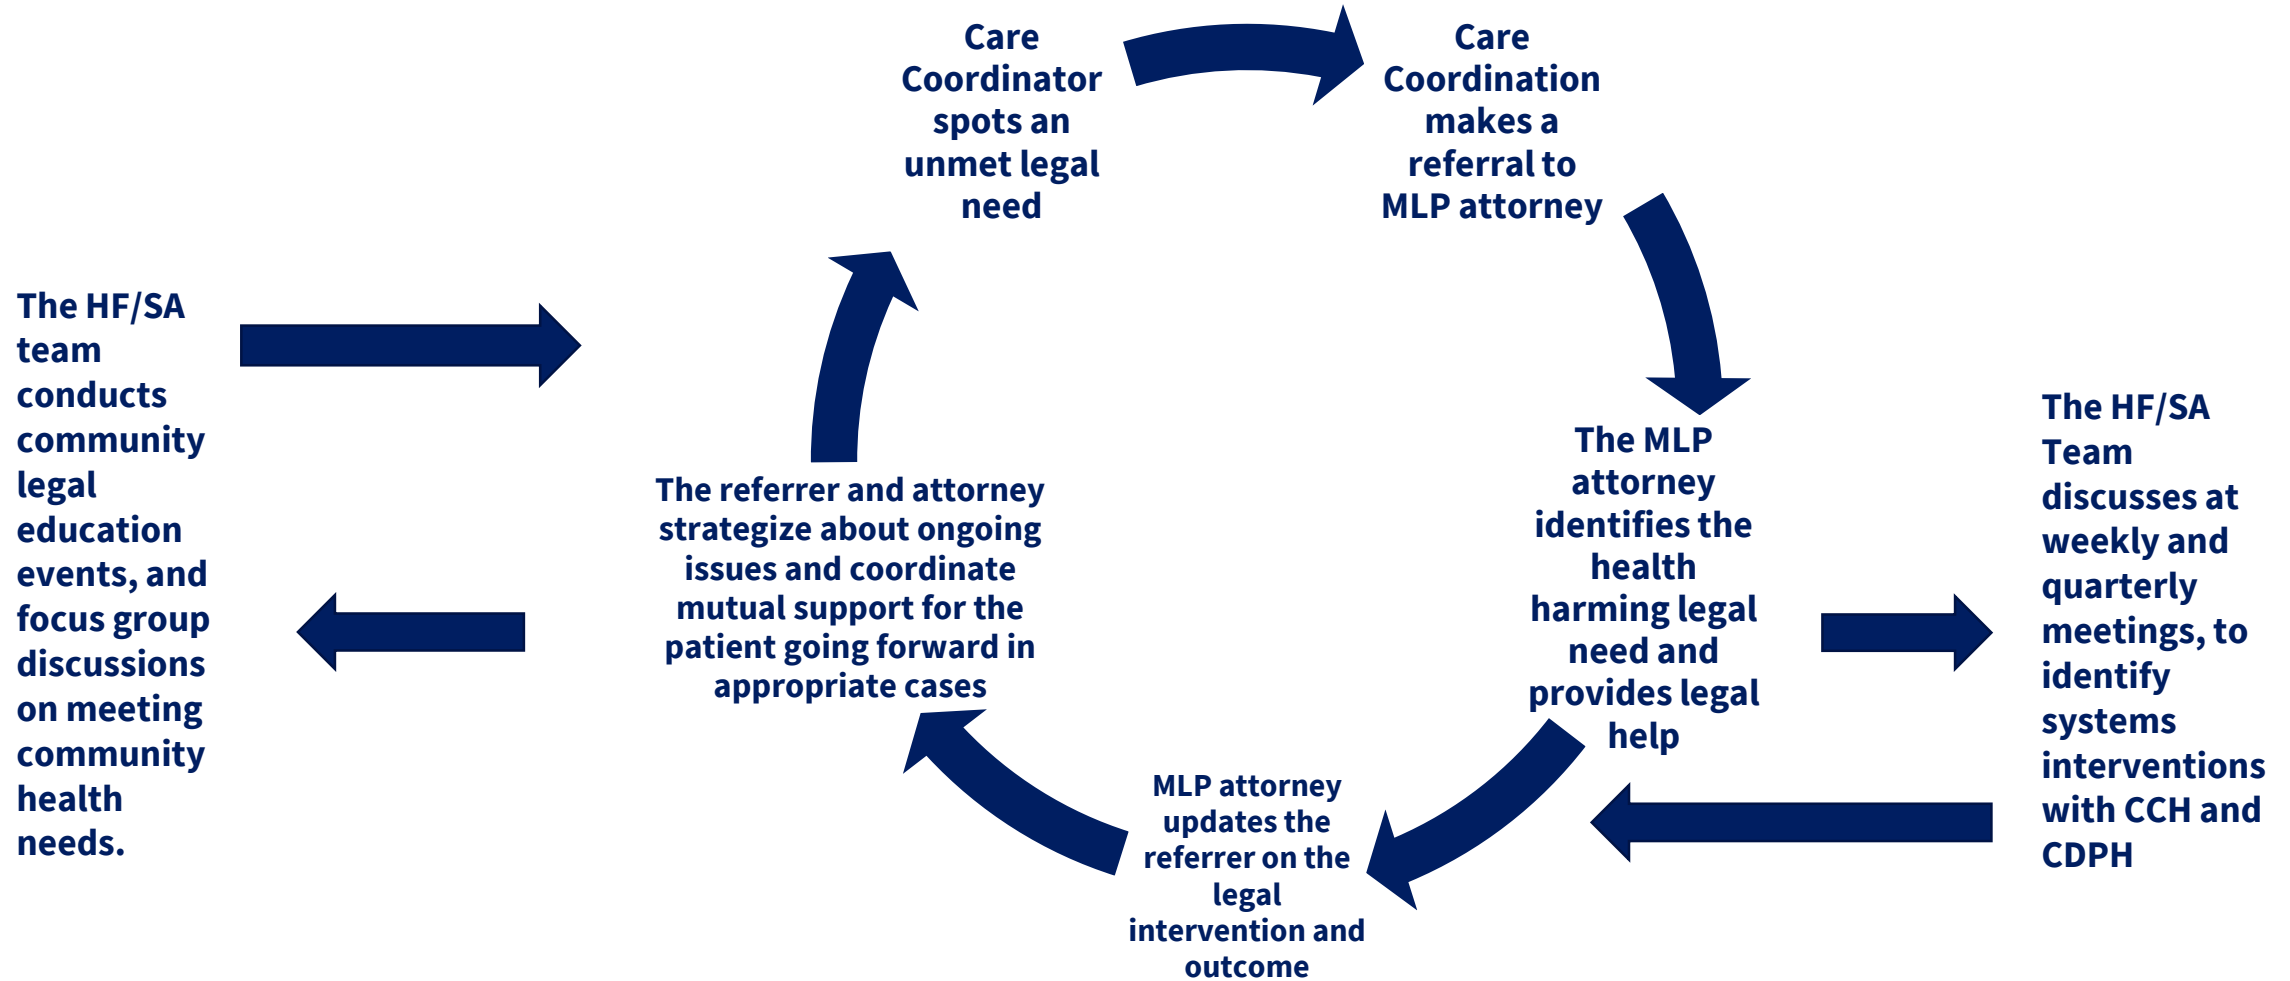 Care
Coordinator
spots an
unmet legal
need
Care
Coordination
makes a
referral to
MLP attorney
The MLP
attorney
identifies the
health
harming legal
need and
provides legal
help
MLP attorney
updates the
referrer on the
legal
intervention and
outcome
The referrer and attorney
strategize about ongoing
issues and coordinate
mutual support for the
patient going forward in
appropriate cases
The HF/SA
team
conducts
community
legal
education
events, and
focus group
discussions
on meeting
community
health
needs.
The HF/SA
Team
discusses at
weekly and
quarterly
meetings, to
identify
systems
interventions
with CCH and
CDPH